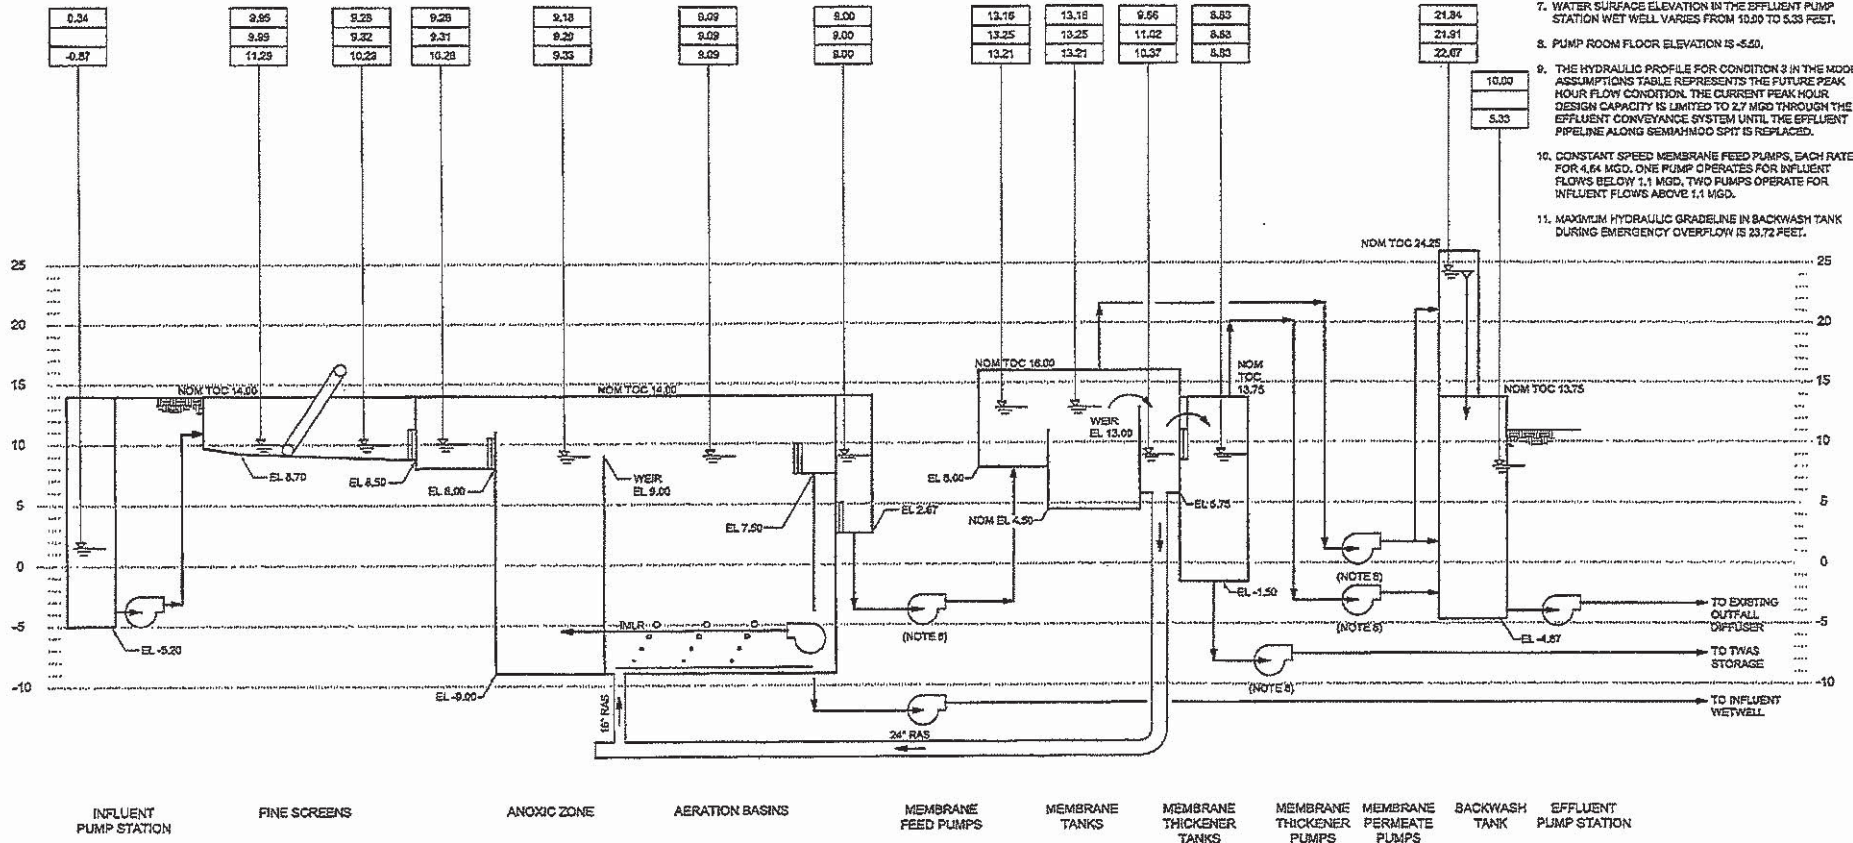 0.34
-0.87
9.95
9.99
11.29
9.28
9.32
10.29
9.28
9.31
10.28
9.18
9.20
9.33
9.09
9.09
9.09
9.00
9.00
9.00
13.16
13.25
13.21
13.16
13.25
13.21
9.56
11.02
10.37
8.83
8.83
8.83
21.84
21.91
22.07
10.00
5.33
7. WATER SURFACE ELEVATION IN THE EFFLUENT PUMP
STATION WET WELL VARIES FROM 10.00 TO 5.33 FEET.
8. PUMP ROOM FLOOR ELEVATION IS -5.50.
9. THE HYDRAULIC PROFILE FOR CONDITION 3 IN THE
ASSUMPTIONS TABLE REPRESENTS THE FUTURE PEAK
HOUR FLOW CONDITION. THE CURRENT PEAK HOUR
DESIGN CAPACITY IS LIMITED TO 2.7 MGD THROUGH THE
EFFLUENT CONVEYANCE SYSTEM UNTIL THE EFFLUENT
PIPELINE ALONG SEMIAHMOO SPIT IS REPLACED.
10. CONSTANT SPEED MEMBRANE FEED PUMPS, EACH RATE
FOR 4.64 MGD. ONE PUMP OPERATES FOR INFLUENT
FLOWS BELOW 1.1 MGD, TWO PUMPS OPERATE FOR
INFLUENT FLOWS ABOVE 1.1 MGD.
11. MAXIMUM HYDRAULIC GRADELINE IN BACKWASH TANK
DURING EMERGENCY OVERFLOW IS 23.72 FEET.
NOM TOC 24.25
25
25
20
20
NOM TOC 16.00
NOM
TOC
13.75
15
15
NOM TOC 14.00
NOM TOC 14.00
NOM TOC 13.75
WEIR
EL 13.00
10
10
EL 8.70
EL 8.50
EL 8.00
WEIR
EL 9.00
EL 8.00
5
5
EL 7.50
EL 2.67
NOM EL 4.50
EL 5.75
0
0
(NOTE 8)
EL -1.50
(NOTE 8)
(NOTE 8)
TO EXISTING
OUTFALL
DIFFUSER
-5
-5
EL -5.20
IMLR
EL -4.67
(NOTE 8)
TO TWAS
STORAGE
-10
-10
EL -9.00
16" RAS
24" RAS
TO INFLUENT
WETWELL
INFLUENT
PUMP STATION
FINE SCREENS
ANOXIC ZONE
AERATION BASINS
MEMBRANE
FEED PUMPS
MEMBRANE
TANKS
MEMBRANE
THICKENER
TANKS
MEMBRANE
THICKENER
PUMPS
MEMBRANE
PERMEATE
PUMPS
BACKWASH
TANK
EFFLUENT
PUMP STATION